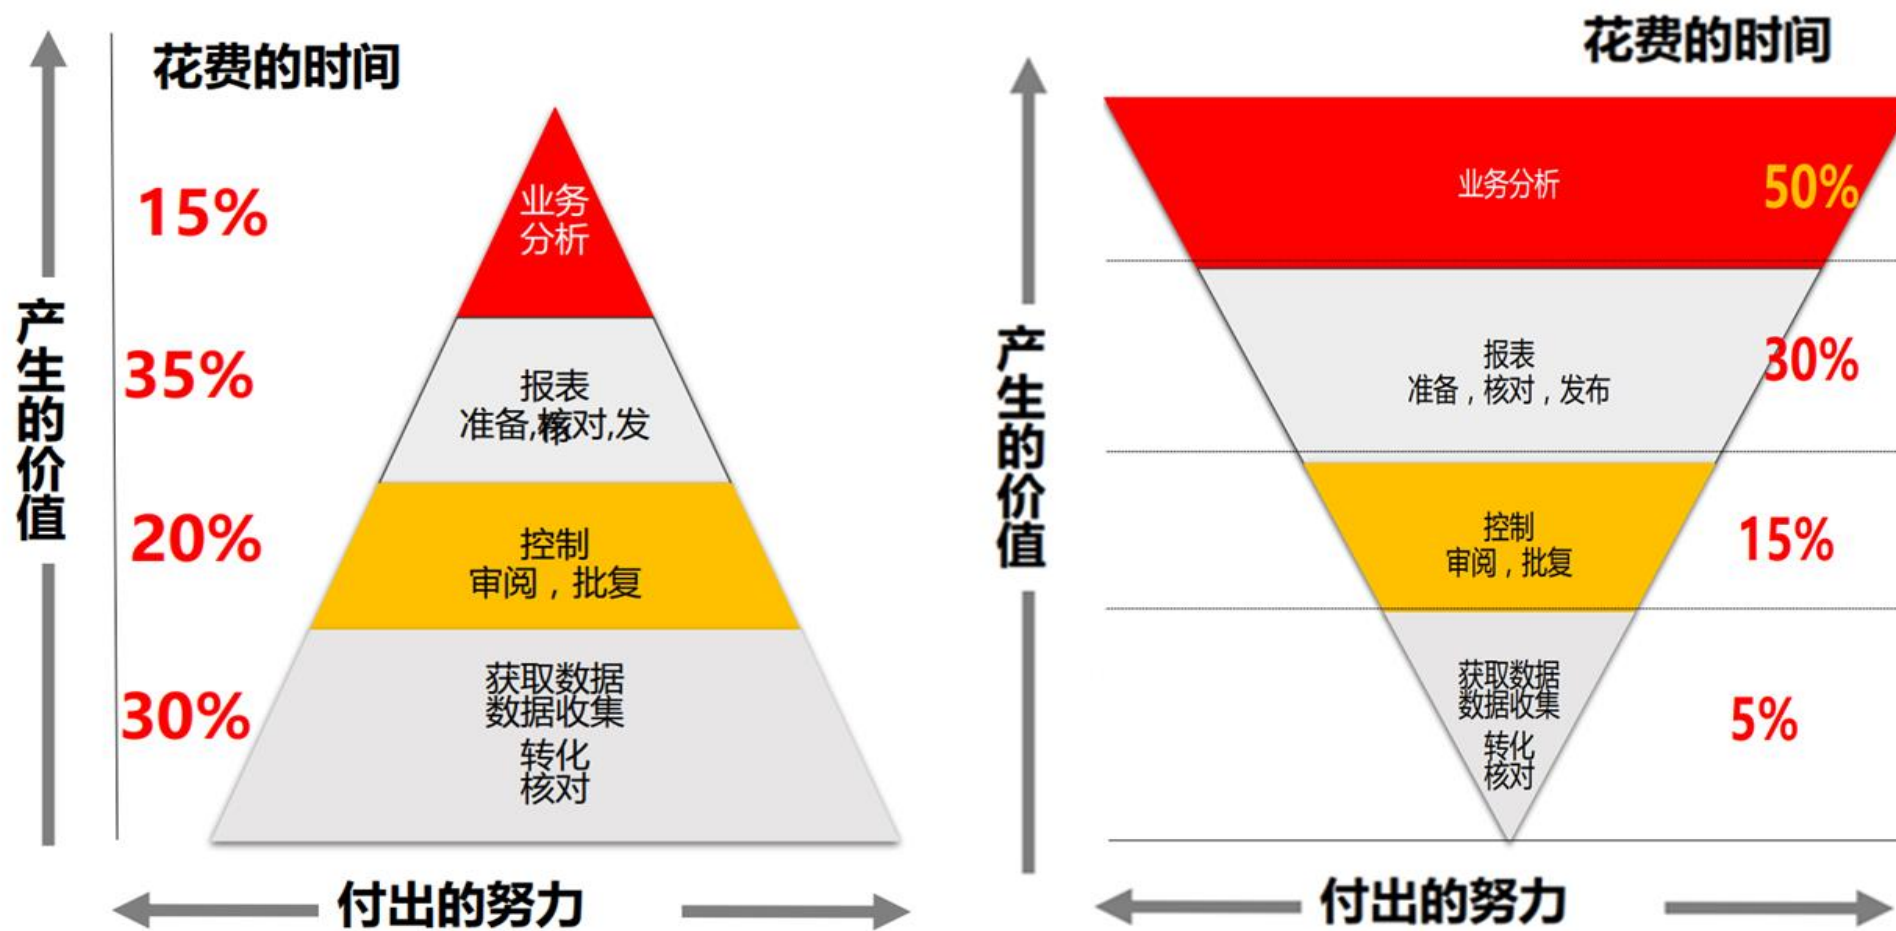 花费的时间
15%
业务
分析
35%
报表
准备,核对,发
布
20%
控制
审阅，批复
30%
获取数据
数据收集
转化
核对
产生的价值
付出的努力
花费的时间
业务分析
50%
报表
准备，核对，发布
30%
控制
审阅，批复
15%
获取数据
数据收集
转化
核对
5%
产生的价值
付出的努力